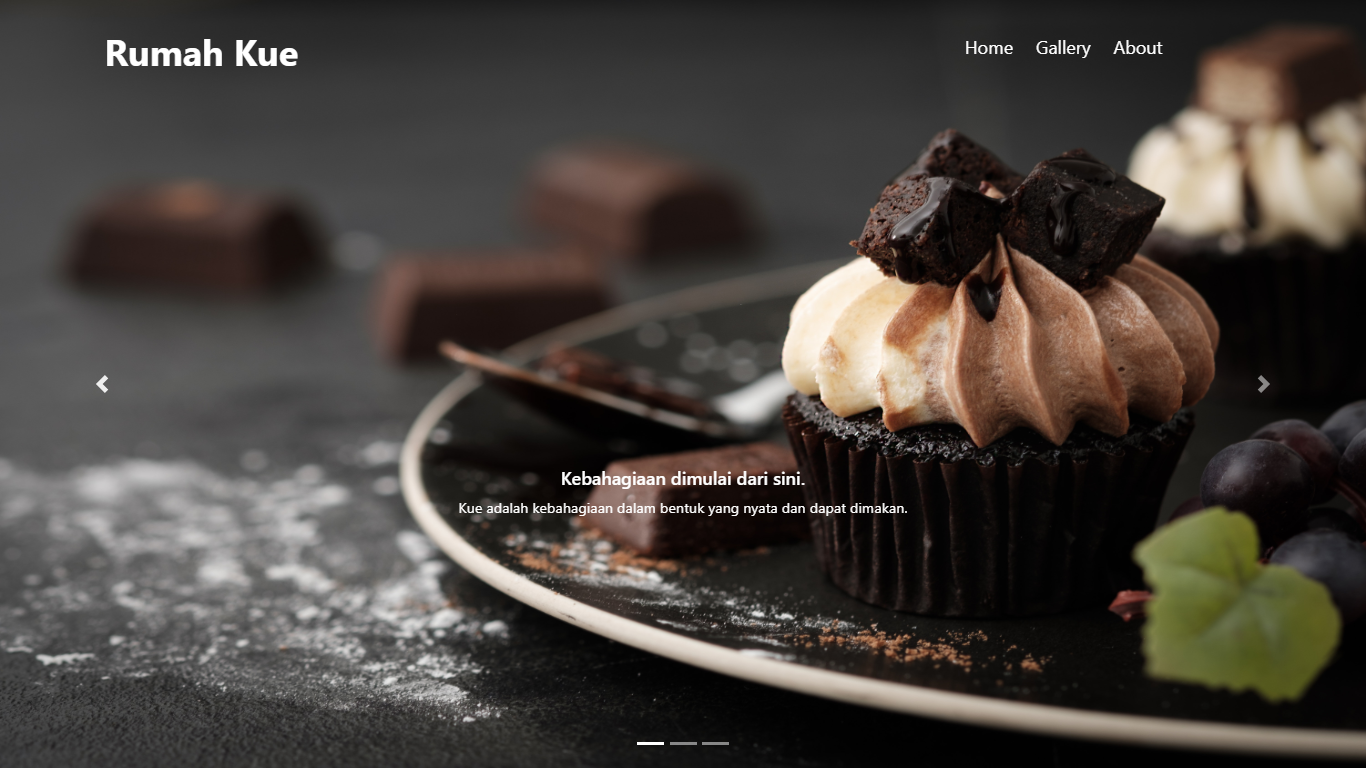 Rumah Kue
Home Gallery About
Kebahagiaan dimulai dari sini.
Kue adalah kebahagiaan dalam bentuk yang nyata dan dapat dimakan.